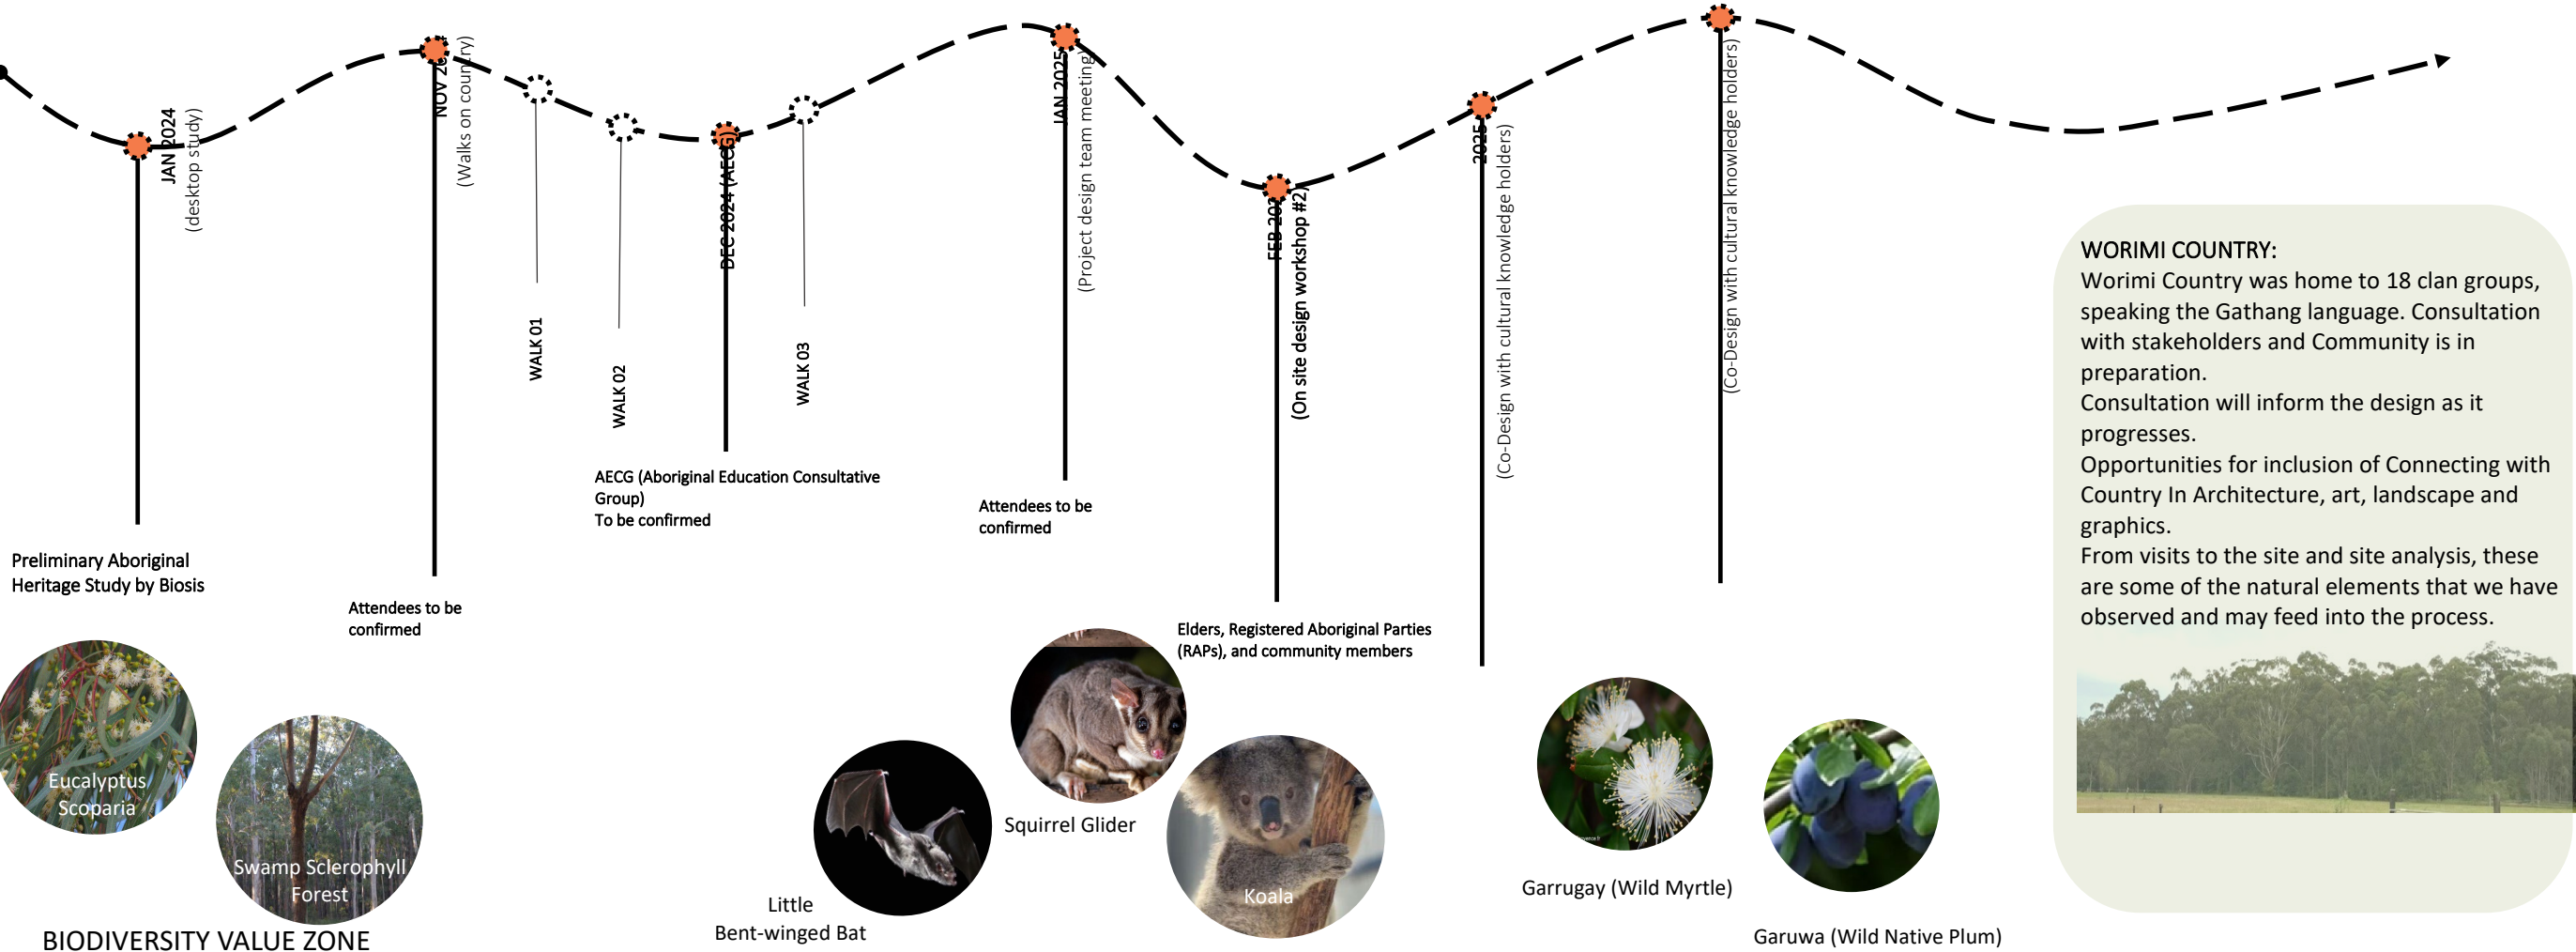 JAN 2024
(desktop study)
Preliminary Aboriginal
Heritage Study by Biosis
NOV
(Walks on country)
Attendees to be
confirmed
WALK 01
WALK 02
DEC 2024 (AECG)
AECG (Aboriginal Education Consultative
Group)
To be confirmed
WALK 03
JAN 2025
(Project design team meeting)
Attendees to be
confirmed
FEB
(On site design workshop #2)
Elders, Registered Aboriginal Parties
(RAPs), and community members
2025
(Co-Design with cultural knowledge holders)
(Co-Design with cultural knowledge holders)
WORIMI COUNTRY:
Worimi Country was home to 18 clan groups,
speaking the Gathang language. Consultation
with stakeholders and Community is in
preparation.
Consultation will inform the design as it
progresses.
Opportunities for inclusion of Connecting with
Country In Architecture, art, landscape and
graphics.
From visits to the site and site analysis, these
are some of the natural elements that we have
observed and may feed into the process.
Eucalyptus
Scoparia
Swamp Sclerophyll
Forest
BIODIVERSITY VALUE ZONE
Little
Bent-winged Bat
Squirrel Glider
Koala
Garrugay (Wild Myrtle)
Garuwa (Wild Native Plum)